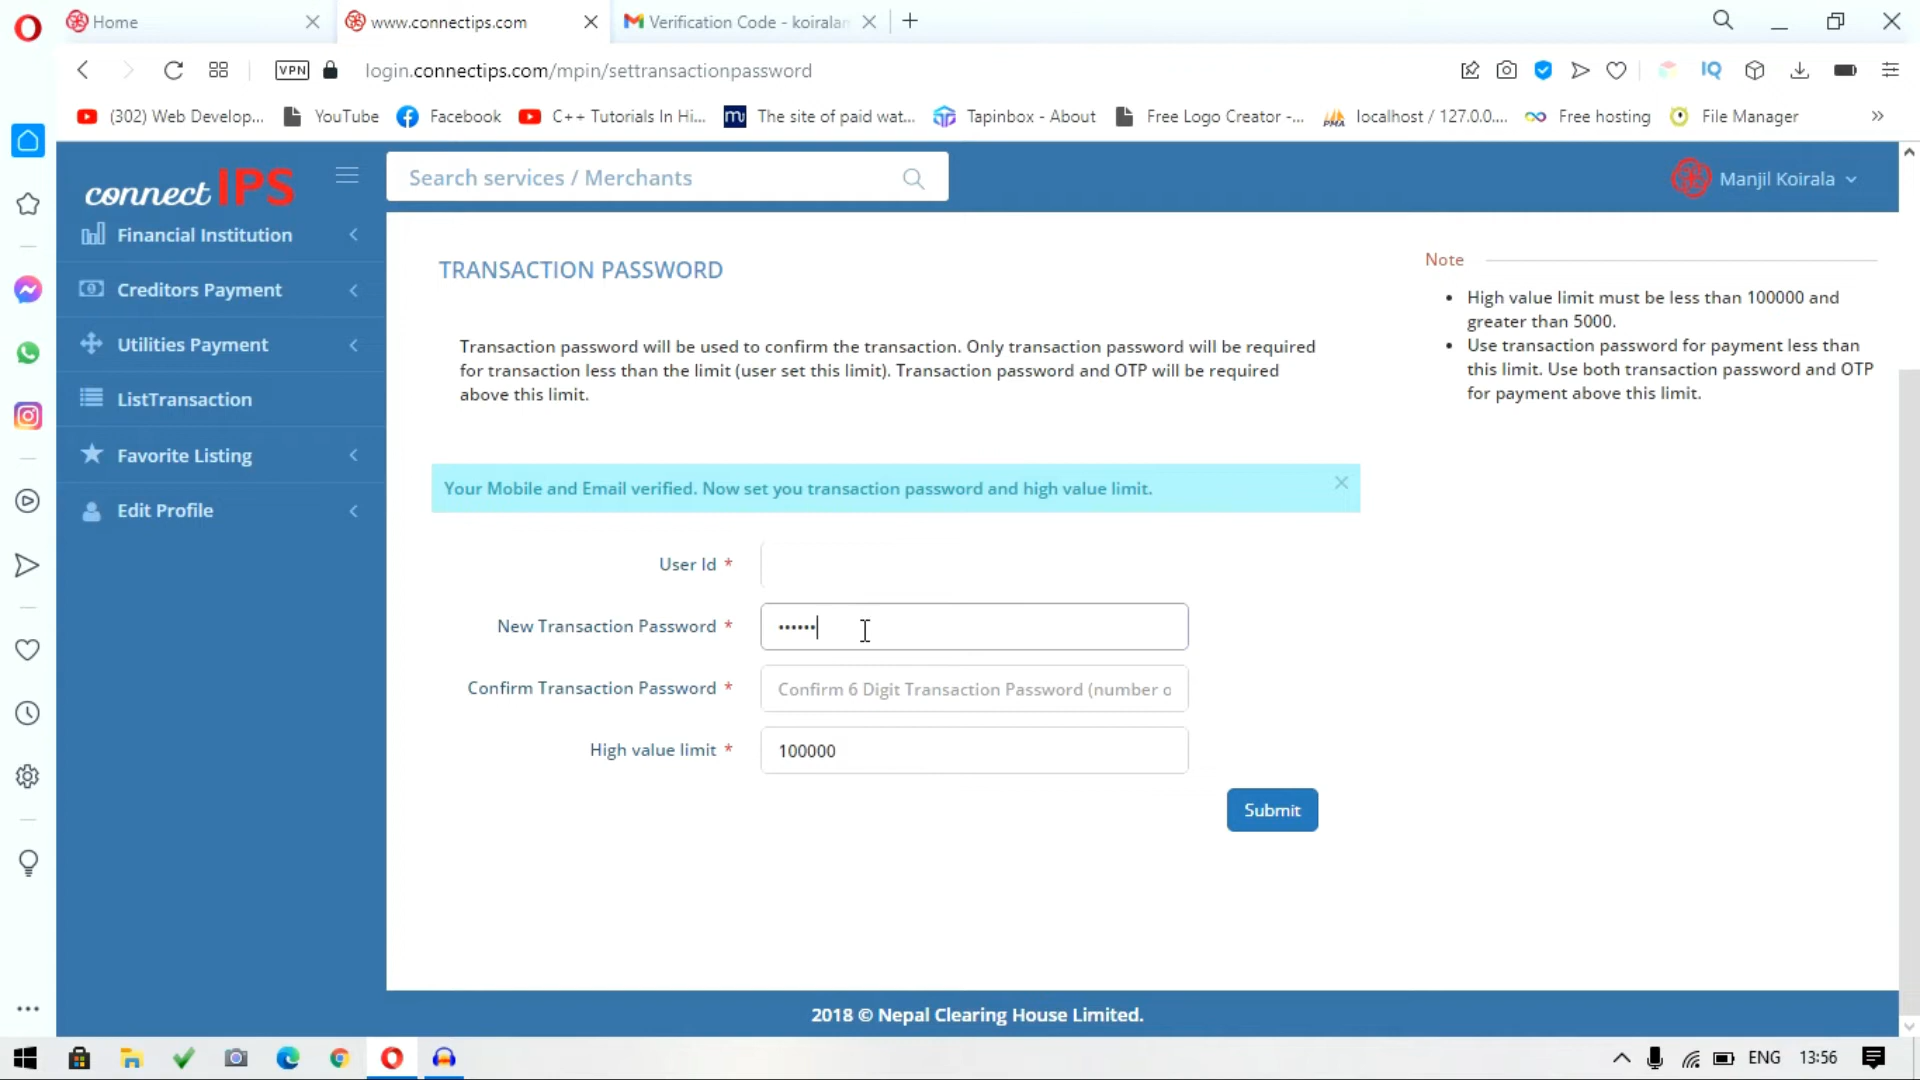 Home
www.connectips.com
Verification Code - koiralan
VPN
login.connectips.com/mpin/settransactionpassword
(302) Web Develop...
YouTube
Facebook
C++ Tutorials In Hi...
The site of paid wat...
Tapinbox - About
Free Logo Creator -...
localhost / 127.0.0....
Free hosting
File Manager
connect IPS
Search services / Merchants
Manjil Koirala
Financial Institution
Creditors Payment
Utilities Payment
ListTransaction
Favorite Listing
Edit Profile
TRANSACTION PASSWORD
Transaction password will be used to confirm the transaction. Only transaction password will be required
for transaction less than the limit (user set this limit). Transaction password and OTP will be required
above this limit.
Note
• High value limit must be less than 100000 and
greater than 5000.
• Use transaction password for payment less than
this limit. Use both transaction password and OTP
for payment above this limit.
Your Mobile and Email verified. Now set you transaction password and high value limit.
User Id *
New Transaction Password * ••••••
Confirm Transaction Password * Confirm 6 Digit Transaction Password (number o
High value limit * 100000
Submit
2018 © Nepal Clearing House Limited.
ENG 13:56